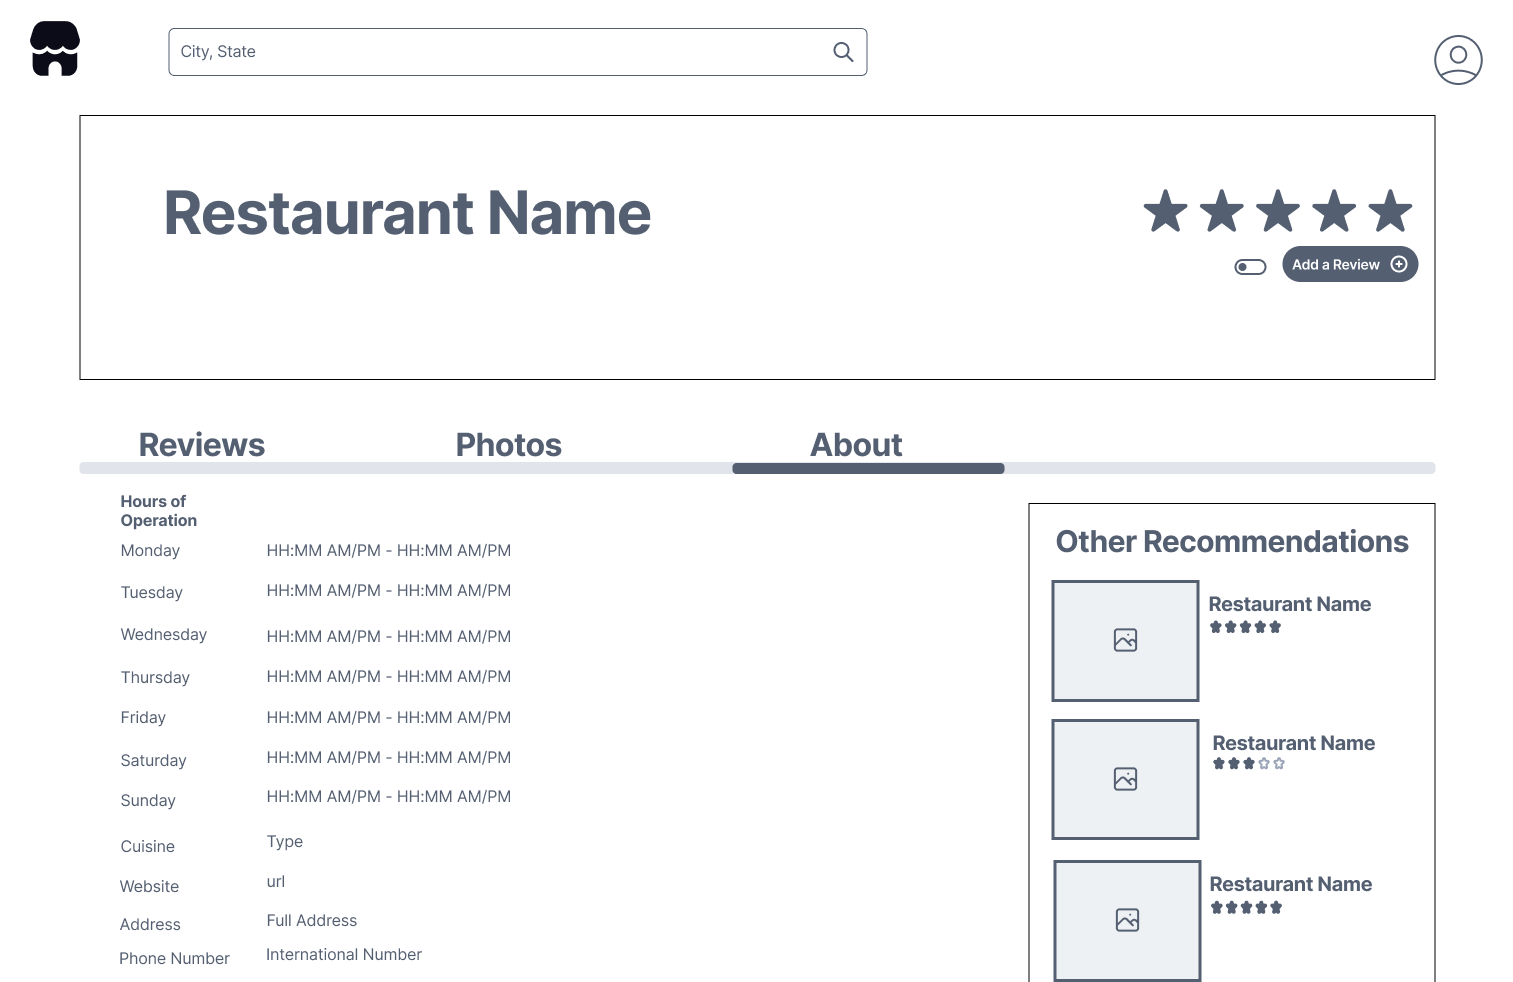 City, State
Restaurant Name
Add a Review
Reviews
Photos
About
Hours of
Operation
Monday HH:MM AM/PM - HH:MM AM/PM
Tuesday HH:MM AM/PM - HH:MM AM/PM
Wednesday HH:MM AM/PM - HH:MM AM/PM
Thursday HH:MM AM/PM - HH:MM AM/PM
Friday HH:MM AM/PM - HH:MM AM/PM
Saturday HH:MM AM/PM - HH:MM AM/PM
Sunday HH:MM AM/PM - HH:MM AM/PM
Cuisine Type
Website url
Address Full Address
Phone Number International Number
Other Recommendations
Restaurant Name
Restaurant Name
Restaurant Name